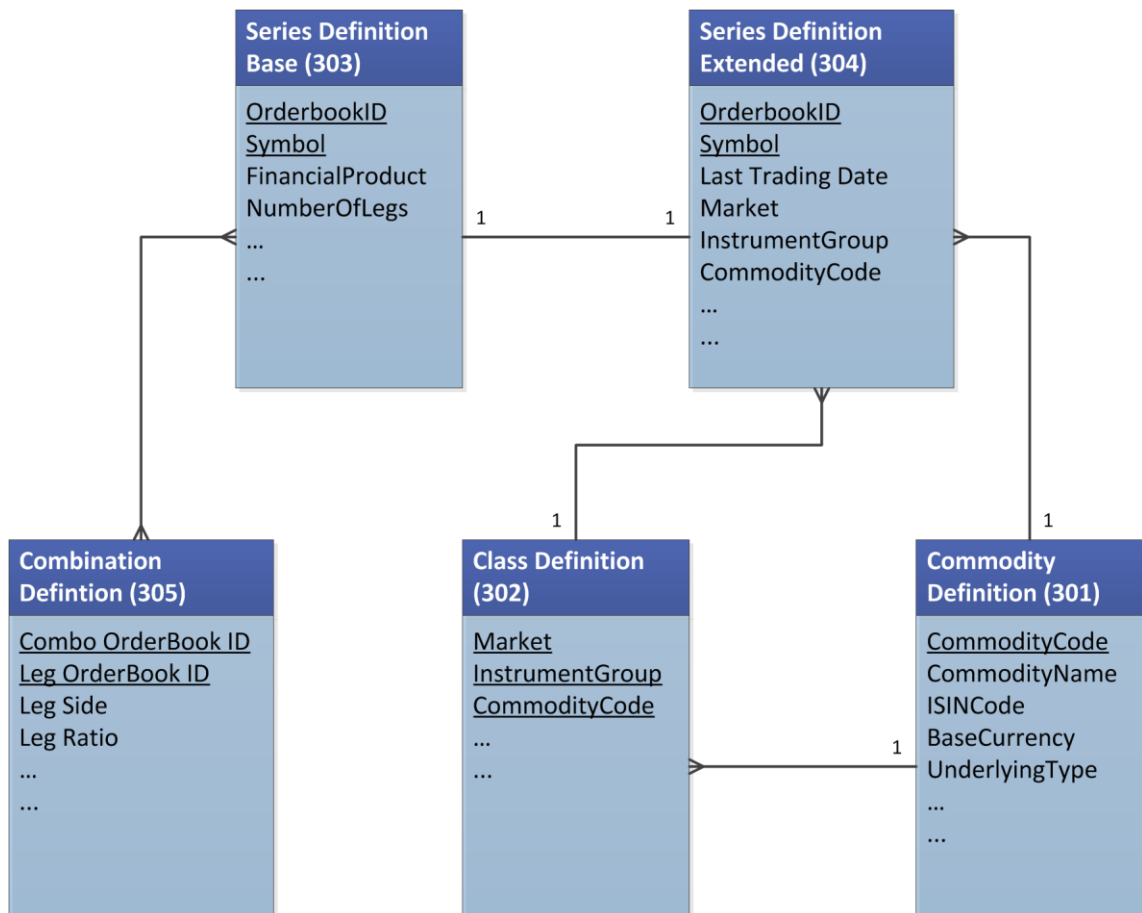 Series Definition
Base (303)
OrderbookID
Symbol
FinancialProduct
NumberOfLegs
...
...
Series Definition
Extended (304)
OrderbookID
Symbol
Last Trading Date
Market
InstrumentGroup
CommodityCode
...
...
1
1
1
1
Combination
Defintion (305)
Combo OrderBook ID
Leg OrderBook ID
Leg Side
Leg Ratio
...
...
Class Definition
(302)
Market
InstrumentGroup
CommodityCode
...
...
1
Commodity
Definition (301)
CommodityCode
CommodityName
ISINCode
BaseCurrency
UnderlyingType
...
...